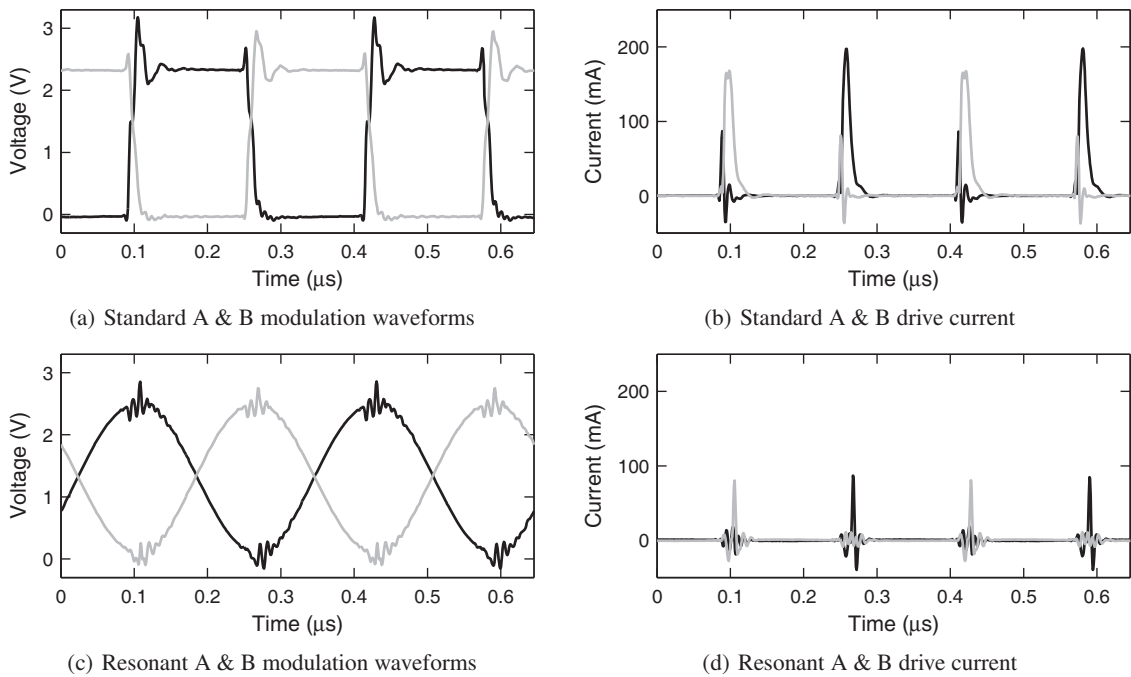 3
2
1
0
Voltage (V)
0 0.1 0.2 0.3 0.4 0.5 0.6
Time (μs)
(a) Standard A & B modulation waveforms
200
100
0
Current (mA)
0 0.1 0.2 0.3 0.4 0.5 0.6
Time (μs)
(b) Standard A & B drive current
3
2
1
0
Voltage (V)
0 0.1 0.2 0.3 0.4 0.5 0.6
Time (μs)
(c) Resonant A & B modulation waveforms
200
100
0
Current (mA)
0 0.1 0.2 0.3 0.4 0.5 0.6
Time (μs)
(d) Resonant A & B drive current